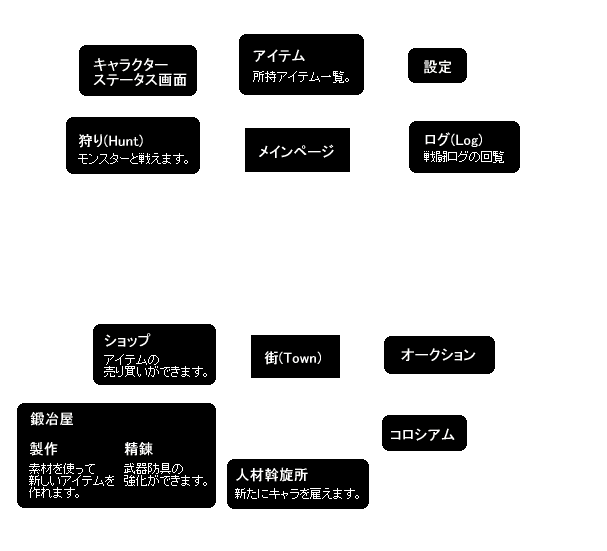 キャラクター
ステータス画面
アイテム
所持アイテム一覧。
設定
狩り(Hunt)
モンスターと戦えます。
メインページ
ログ(Log)
戦闘ログの回覧
ショップ
アイテムの
売り買いができます。
街(Town)
オークション
鍛冶屋
製作
素材を使って
新しいアイテムを
作れます。
精錬
武器防具の
強化ができます。
コロシアム
人材斡旋所
新たにキャラを雇えます。